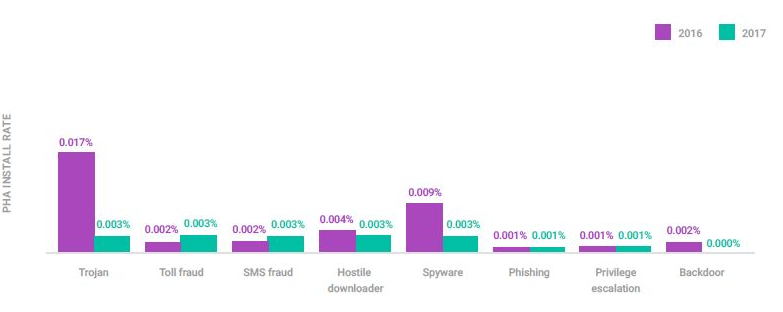 2016 2017
PHA INSTALL RATE
0.017% 0.003%
0.002% 0.003%
0.002% 0.003%
0.004% 0.003%
0.009% 0.003%
0.001% 0.001%
0.001% 0.001%
0.002% 0.000%
Trojan
Toll fraud
SMS fraud
Hostile
downloader
Spyware
Phishing
Privilege
escalation
Backdoor